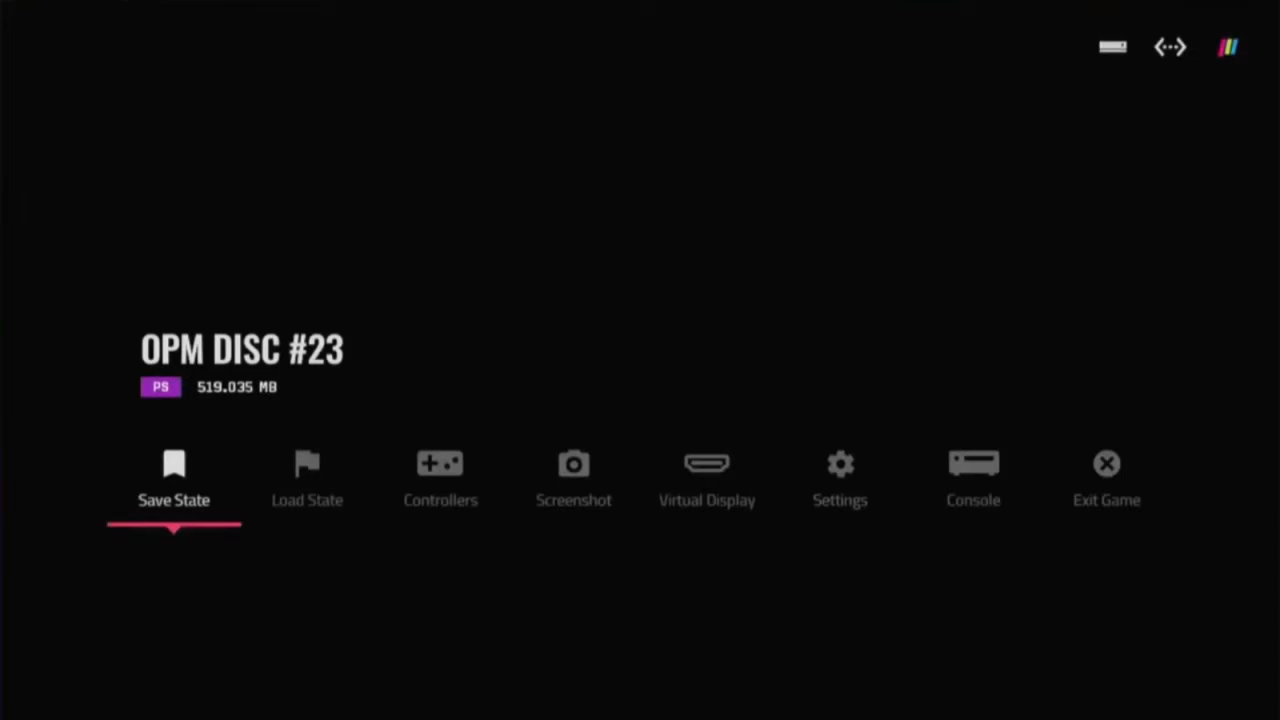 OPM DISC #23
PS 519.035 MB
Save State Load State Controllers Screenshot Virtual Display Settings Console Exit Game